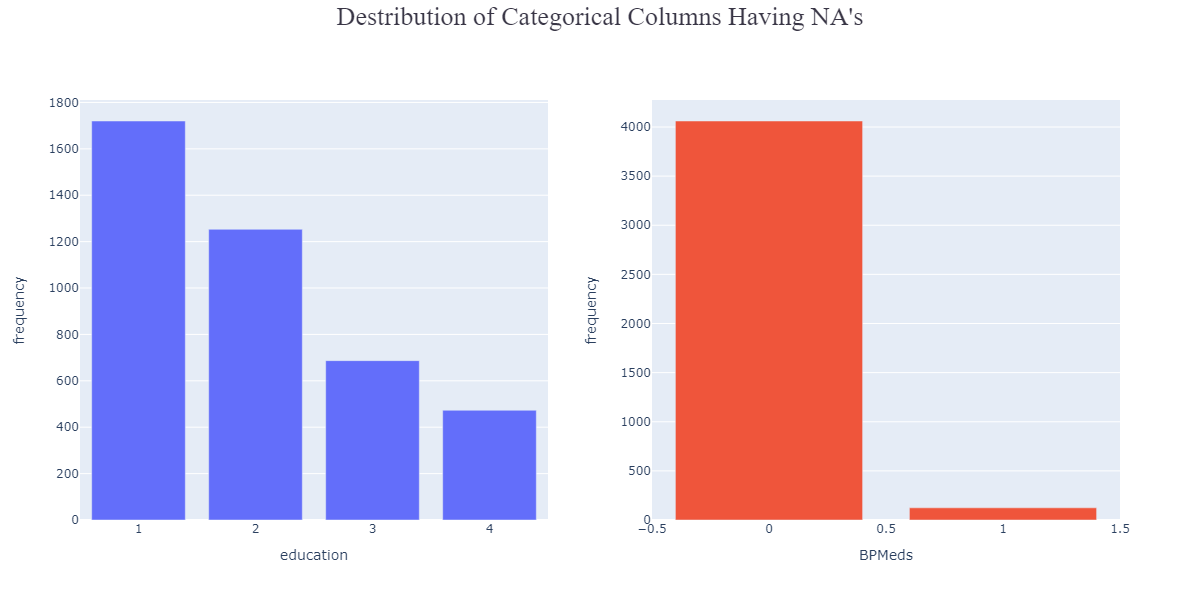 Destribution of Categorical Columns Having NA's
1800
1600
1400
1200
1000
800
600
400
200
0
frequency
1 2 3 4
education
4000
3500
3000
2500
2000
1500
1000
500
0
frequency
−0.5 0 0.5 1 1.5
BPMeds